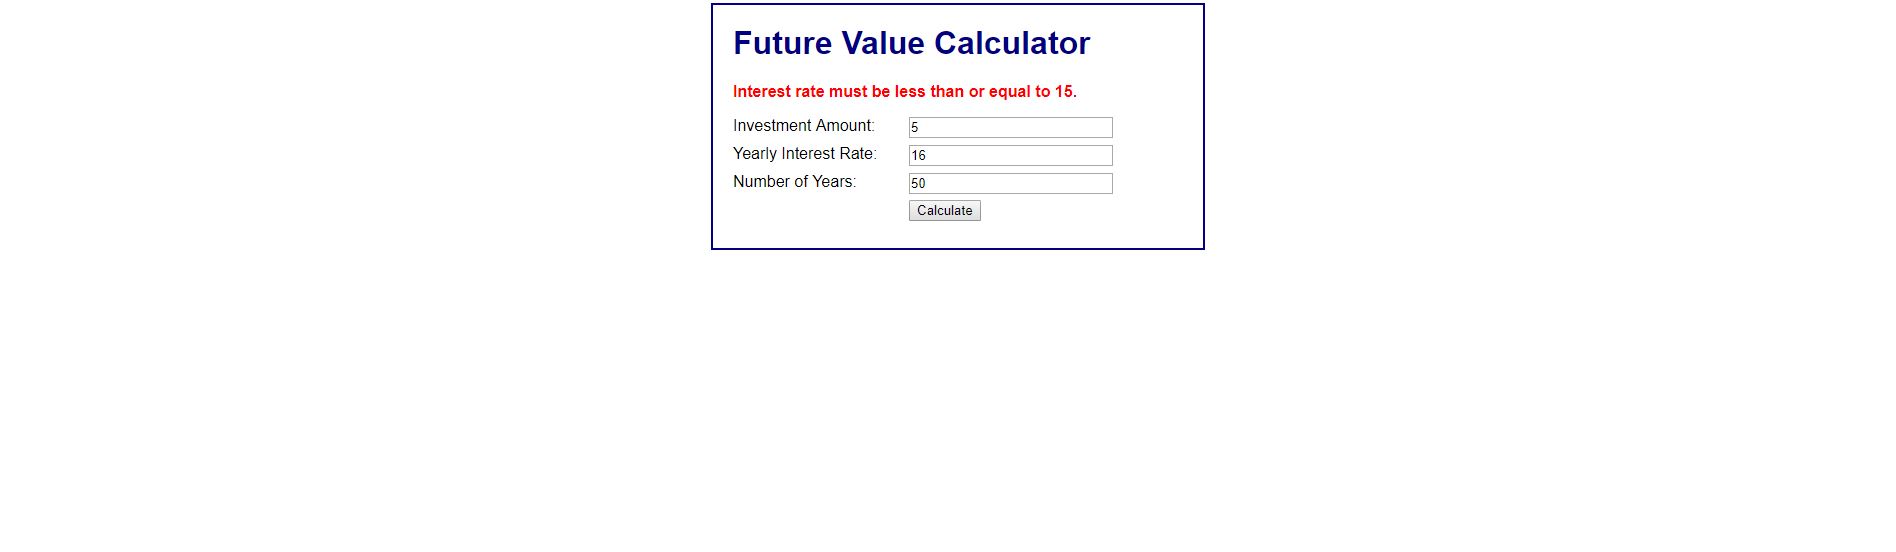 Future Value Calculator
Interest rate must be less than or equal to 15.
Investment Amount: 5
Yearly Interest Rate: 16
Number of Years: 50
Calculate